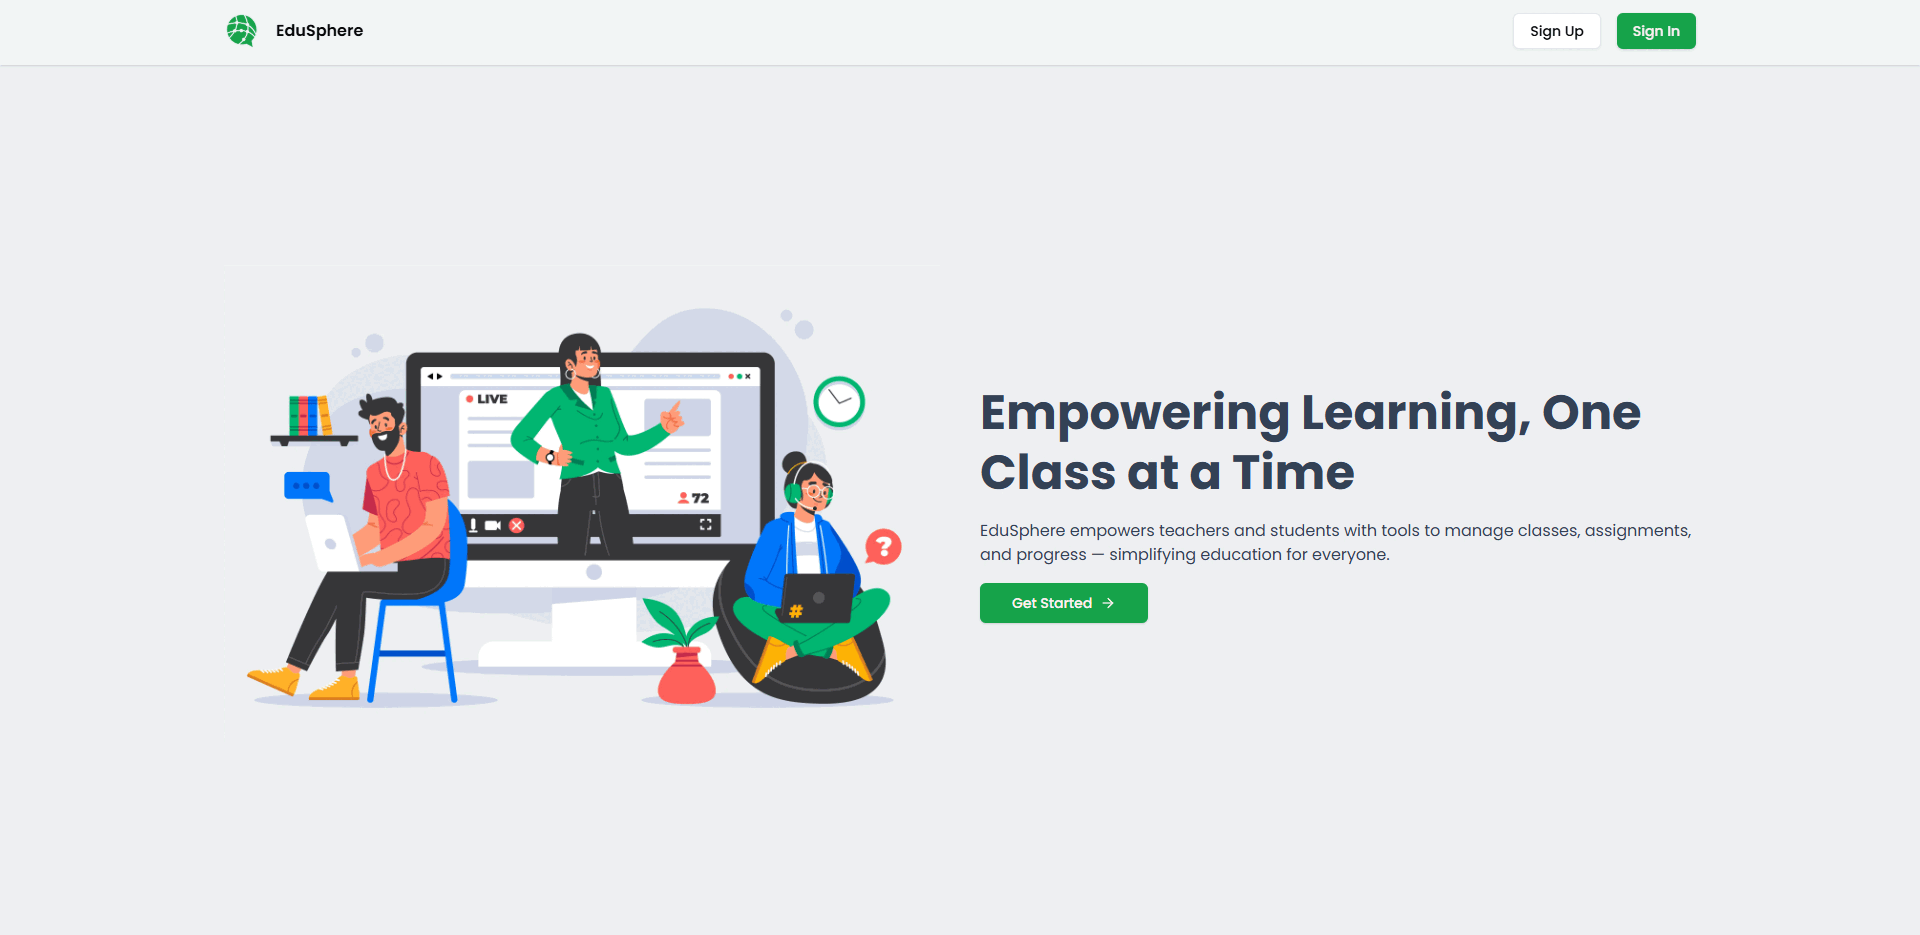 EduSphere
Sign Up
Sign In
LIVE
72
#
?
Empowering Learning, One
Class at a Time
EduSphere empowers teachers and students with tools to manage classes, assignments,
and progress — simplifying education for everyone.
Get Started →